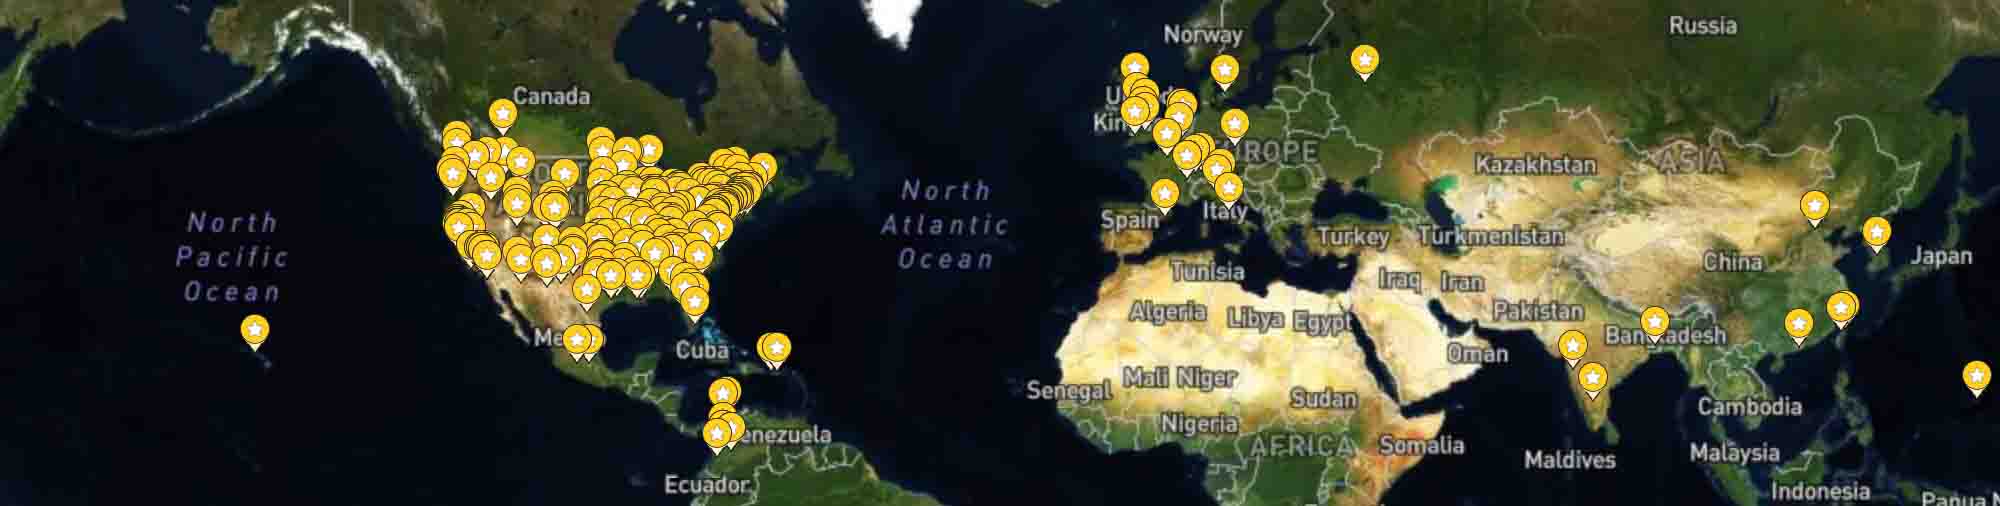 Norway
Russia
Canada
Kazakhstan
ASIA
North
Atlantic
Ocean
North
Pacific
Ocean
Spain
Italy
Turkey
Turkmenistan
China
Japan
Tunisia
Iraq
Iran
Algeria
Libya
Egypt
Pakistan
Cuba
Oman
Senegal
Mali
Niger
Sudan
Cambodia
Nigeria
AFRICA
Somalia
Maldives
Malaysia
Ecuador
Indonesia